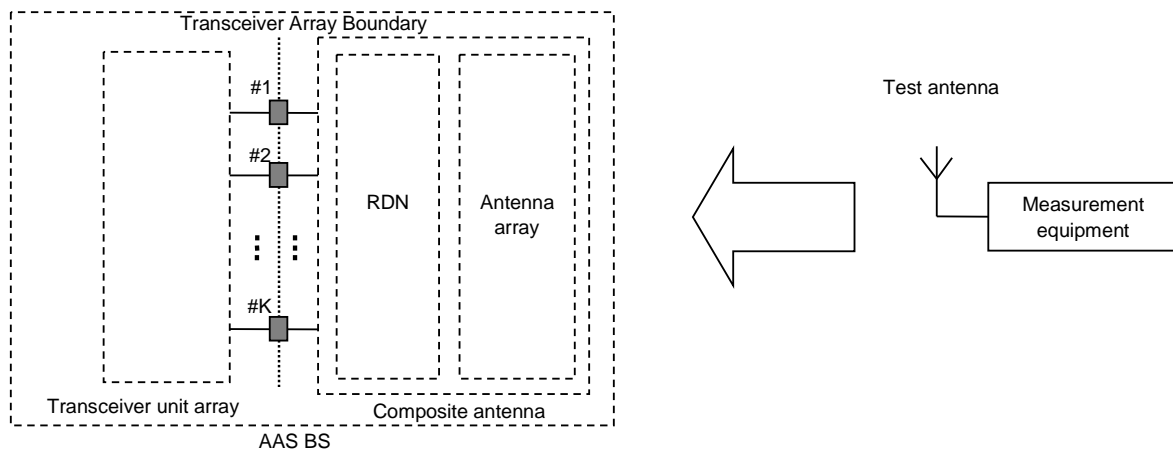 Transceiver Array Boundary
#1
#2
#K
RDN
Antenna
array
Transceiver unit array
Composite antenna
AAS BS
Test antenna
Measurement
equipment